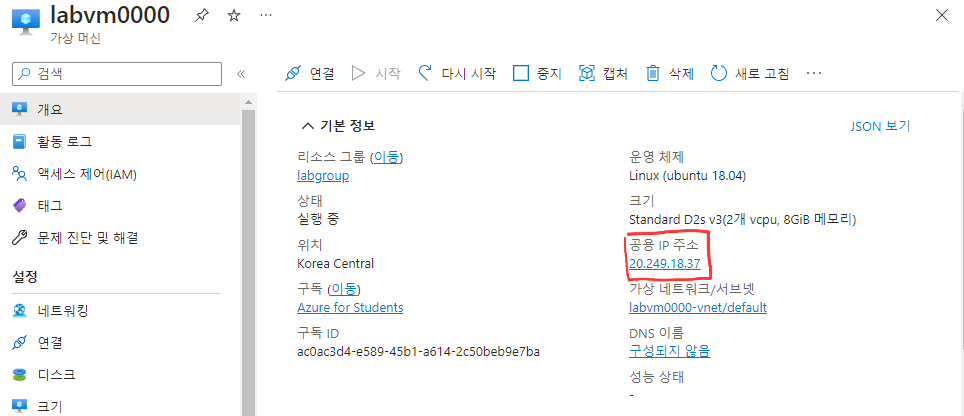 labvm0000
가상 머신
검색
개요
활동 로그
액세스 제어(IAM)
태그
문제 진단 및 해결
설정
네트워킹
연결
디스크
크기
연결 시작 다시 시작 중지 캡처 삭제 새로 고침
기본 정보
JSON 보기
리소스 그룹 (이동)
labgroup
상태
실행 중
위치
Korea Central
구독 (이동)
Azure for Students
구독 ID
ac0ac3d4-e589-45b1-a614-2c50beb9e7ba
운영 체제
Linux (ubuntu 18.04)
크기
Standard D2s v3(2개 vcpu, 8GiB 메모리)
공용 IP 주소
20.249.18.37
가상 네트워크/서브넷
labvm0000-vnet/default
DNS 이름
구성되지 않음
성능 상태
-